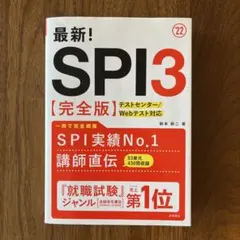 '22
最新!
SPI3
【完全版】
テストセンター/
Webテスト対応
一冊で完全網羅
SPI実績No.1
講師直伝
『就職試験』
ジャンル
売上
第1位